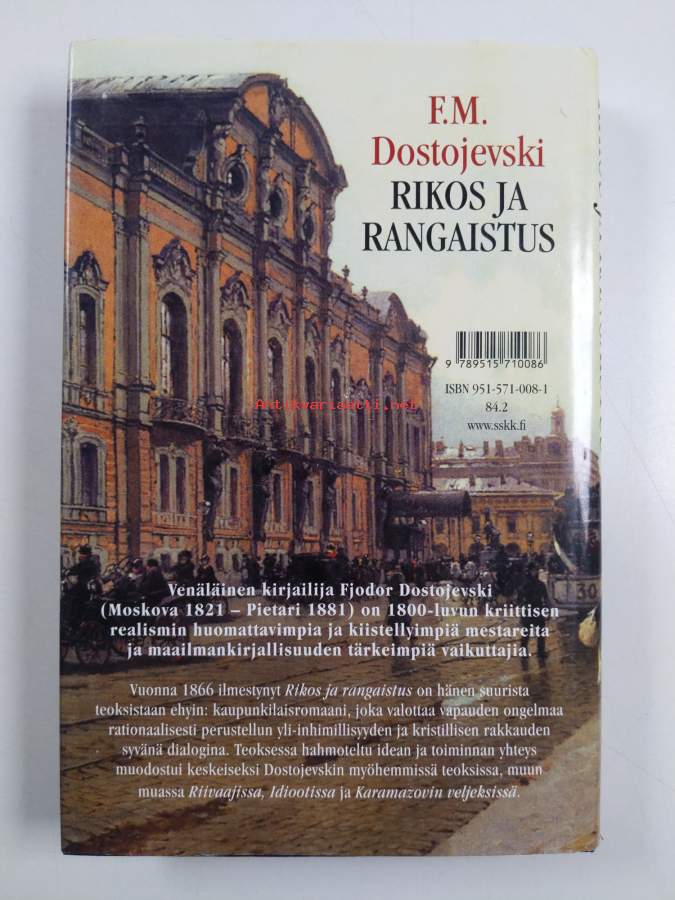 F.M.
Dostojevski
RIKOS JA
RANGAISTUS
9 789515 710086
ISBN 951-571-008-1
84.2
www.sskk.fi
Antikvariaatti.net
30
Venäläinen kirjailija Fjodor Dostojevski
(Moskova 1821 – Pietari 1881) on 1800-luvun kriittisen
realismin huomattavimpia ja kiistellyimpiä mestareita
ja maailmankirjallisuuden tärkeimpiä vaikuttajia.
Vuonna 1866 ilmestynyt Rikos ja rangaistus on hänen suurista
teoksistaan ehyin: kaupunkilaisromaani, joka valottaa vapauden ongelmaa
rationaalisesti perustellun yli-inhimillisyyden ja kristillisen rakkauden
syvänä dialogina. Teoksessa hahmoteltu idean ja toiminnan yhteys
muodostui keskeiseksi Dostojevskin myöhemmissä teoksissa, muun
muassa Riivaajissa, Idiootissa ja Karamazovin veljeksissä.